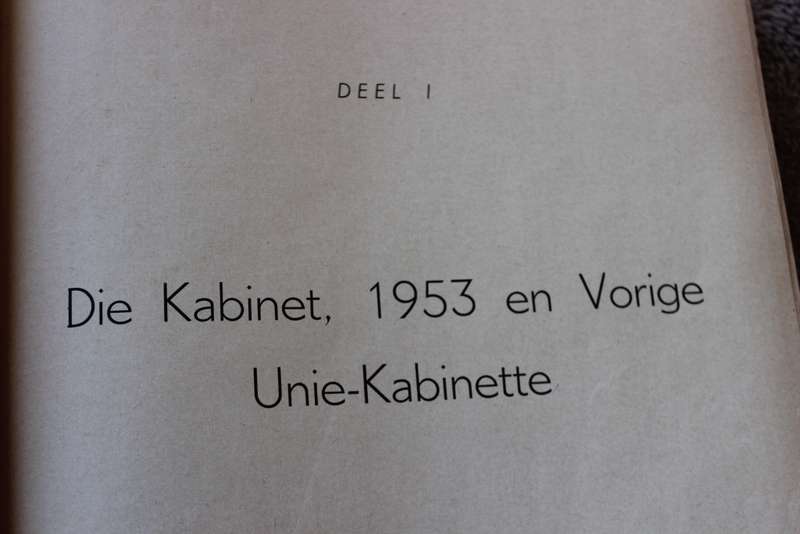 DEEL I
Die Kabinet, 1953 en Vorige
Unie-Kabinette